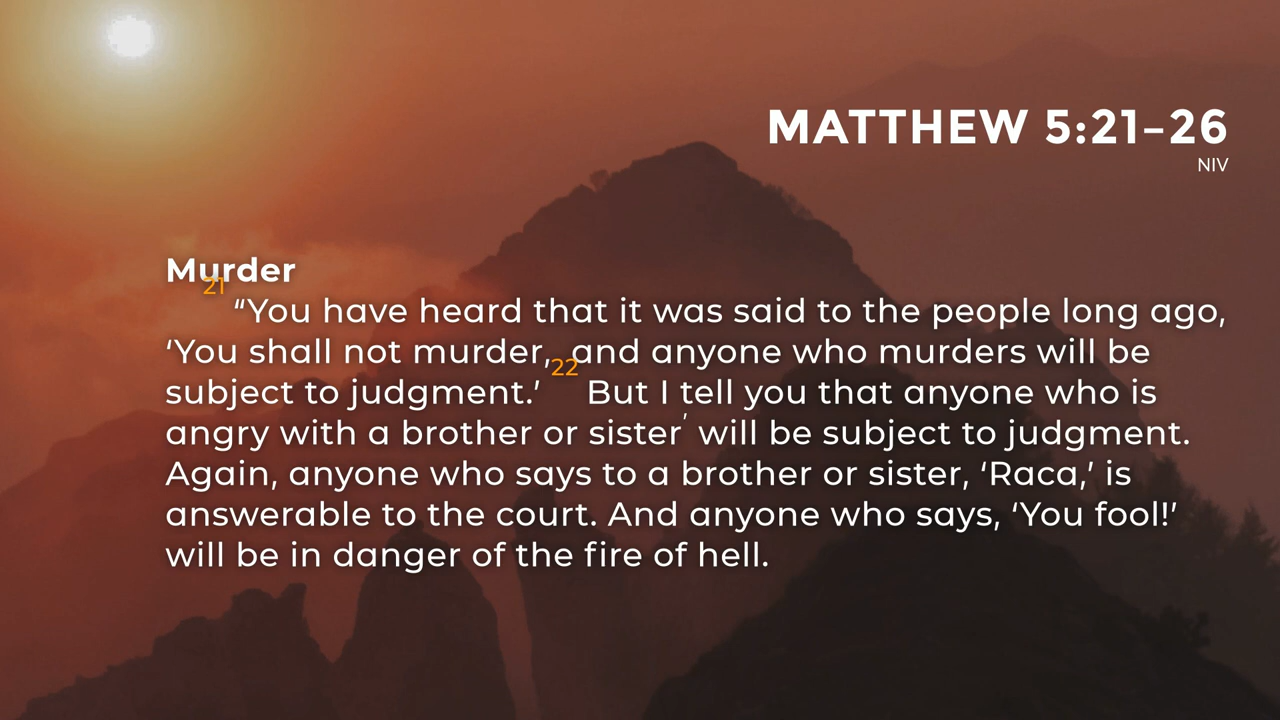 MATTHEW 5:21–26
NIV
Murder
21 “You have heard that it was said to the people long ago,
‘You shall not murder,’ and anyone who murders will be
subject to judgment.’ 22 But I tell you that anyone who is
angry with a brother or sister’ will be subject to judgment.
Again, anyone who says to a brother or sister, ‘Raca,’ is
answerable to the court. And anyone who says, ‘You fool!’
will be in danger of the fire of hell.